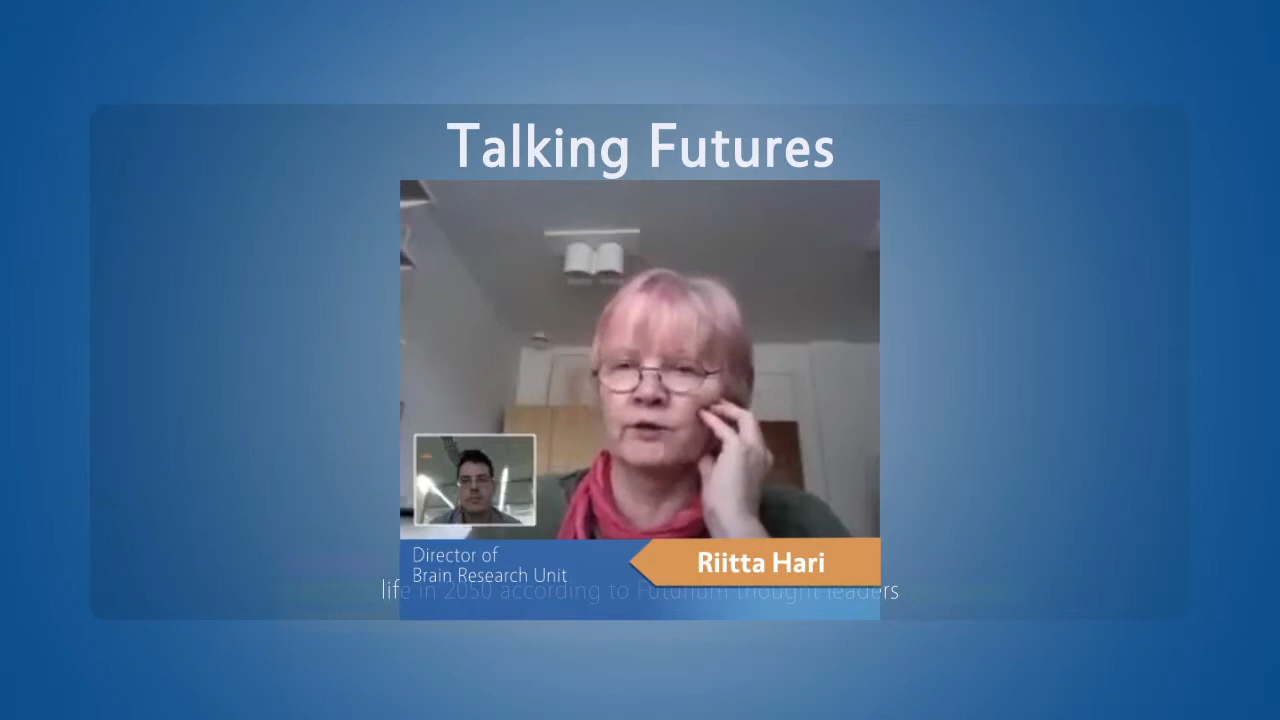 Talking Futures
Director of
Brain Research Unit
Riitta Hari
life in 2050 according to Futurium thought leaders